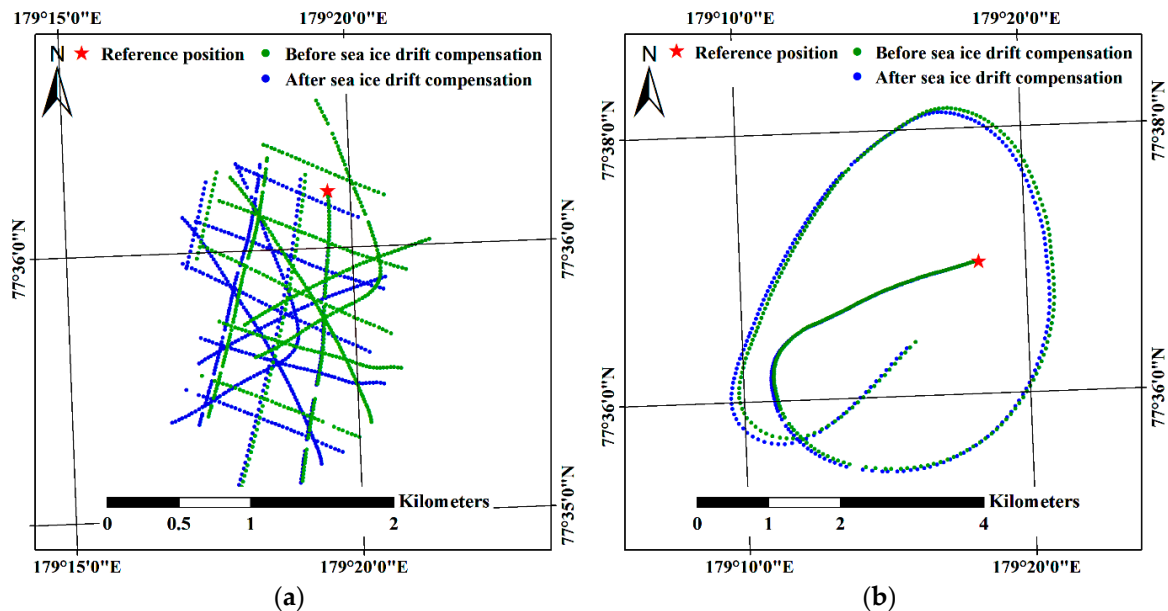 179°15'0"E 179°20'0"E
N
Reference position
Before sea ice drift compensation
After sea ice drift compensation
77°36'0"N
77°36'0"N
77°35'0"N
Kilometers
0 0.5 1 2
179°15'0"E 179°20'0"E
(a)
179°10'0"E 179°20'0"E
N
Reference position
Before sea ice drift compensation
After sea ice drift compensation
77°38'0"N
77°38'0"N
77°36'0"N
77°36'0"N
Kilometers
0 1 2 4
179°10'0"E 179°20'0"E
(b)